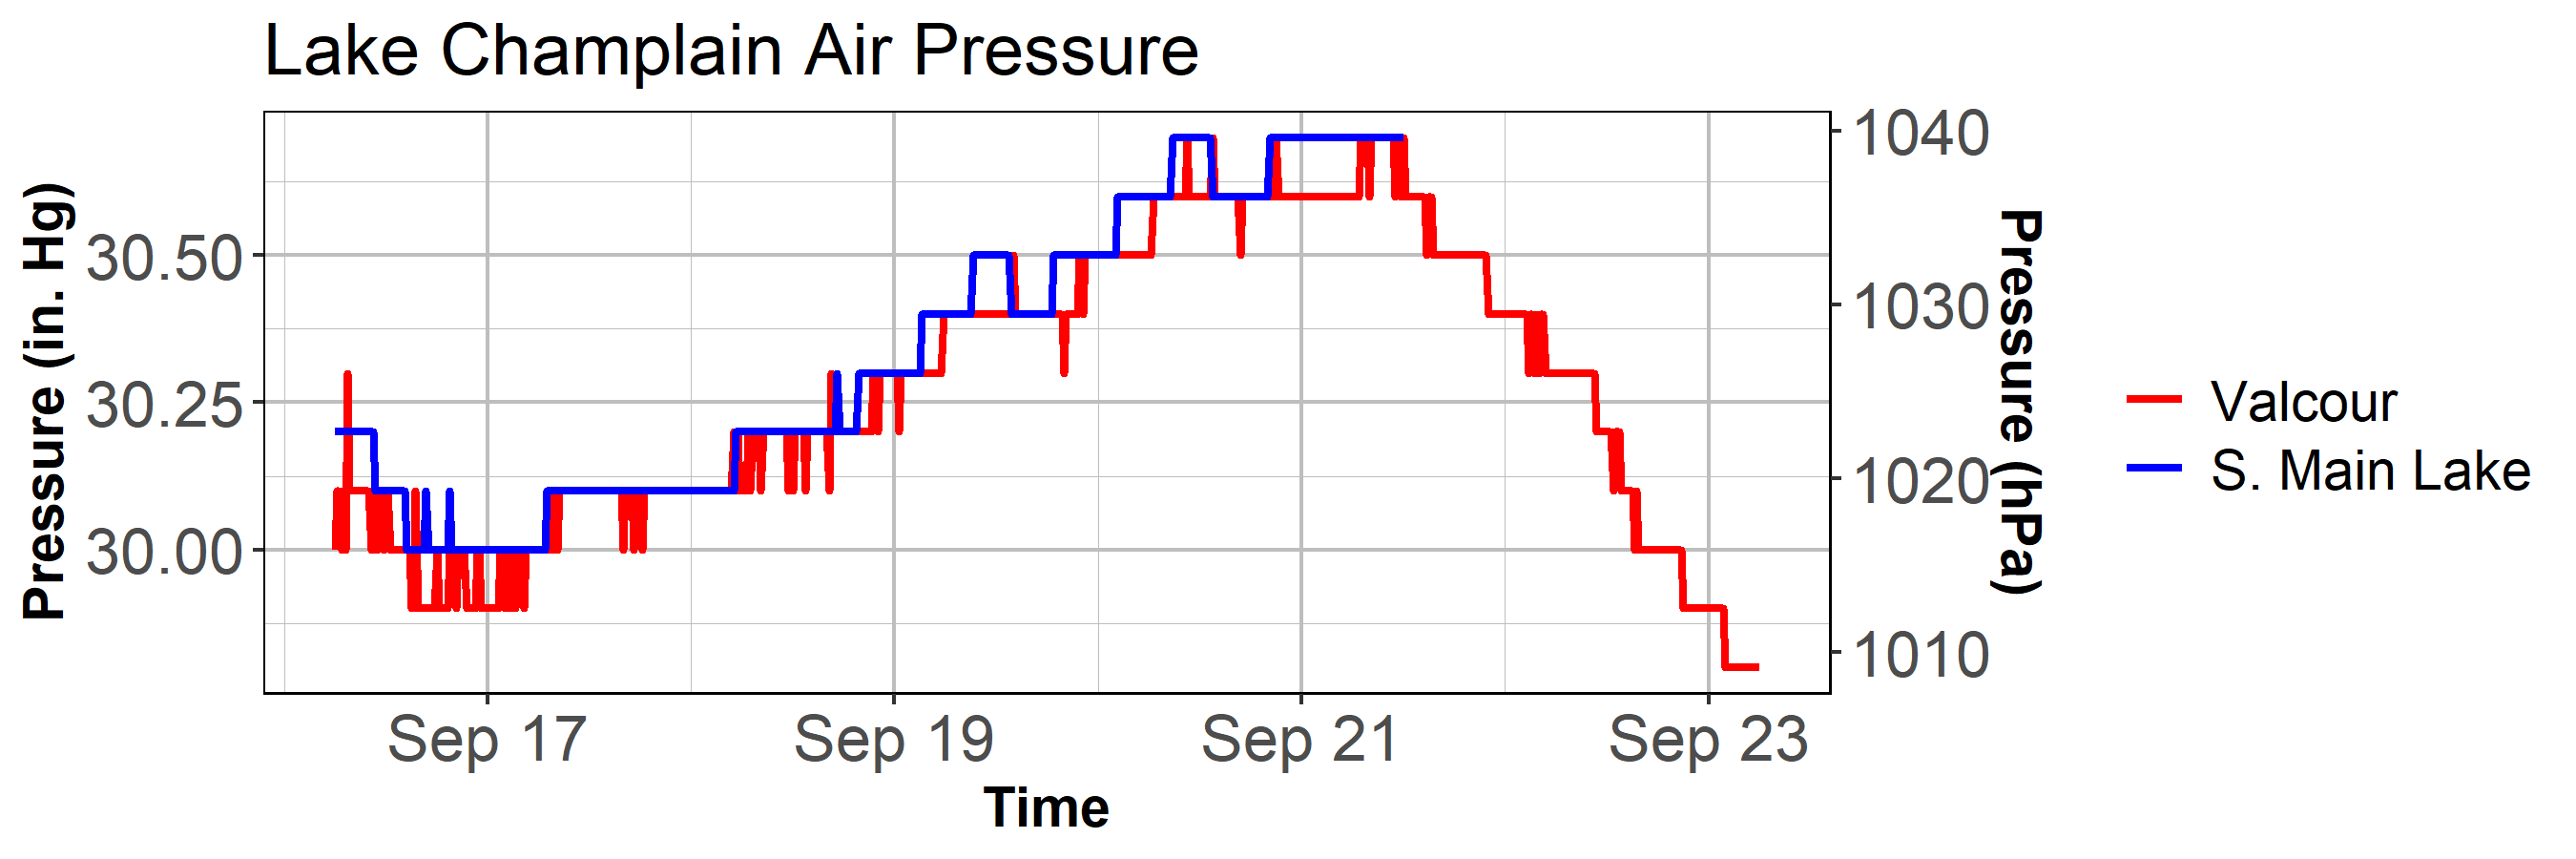 Lake Champlain Air Pressure
Pressure (in. Hg)
30.50
30.25
30.00
1040
1030
1020
1010
Pressure (hPa)
Sep 17
Sep 19
Sep 21
Sep 23
Time
Valcour
S. Main Lake